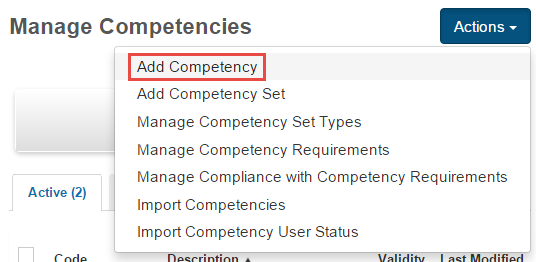 Manage Competencies
Actions
Add Competency
Add Competency Set
Manage Competency Set Types
Manage Competency Requirements
Manage Compliance with Competency Requirements
Import Competencies
Import Competency User Status
Active (2)
Code Description Validity Last Modified